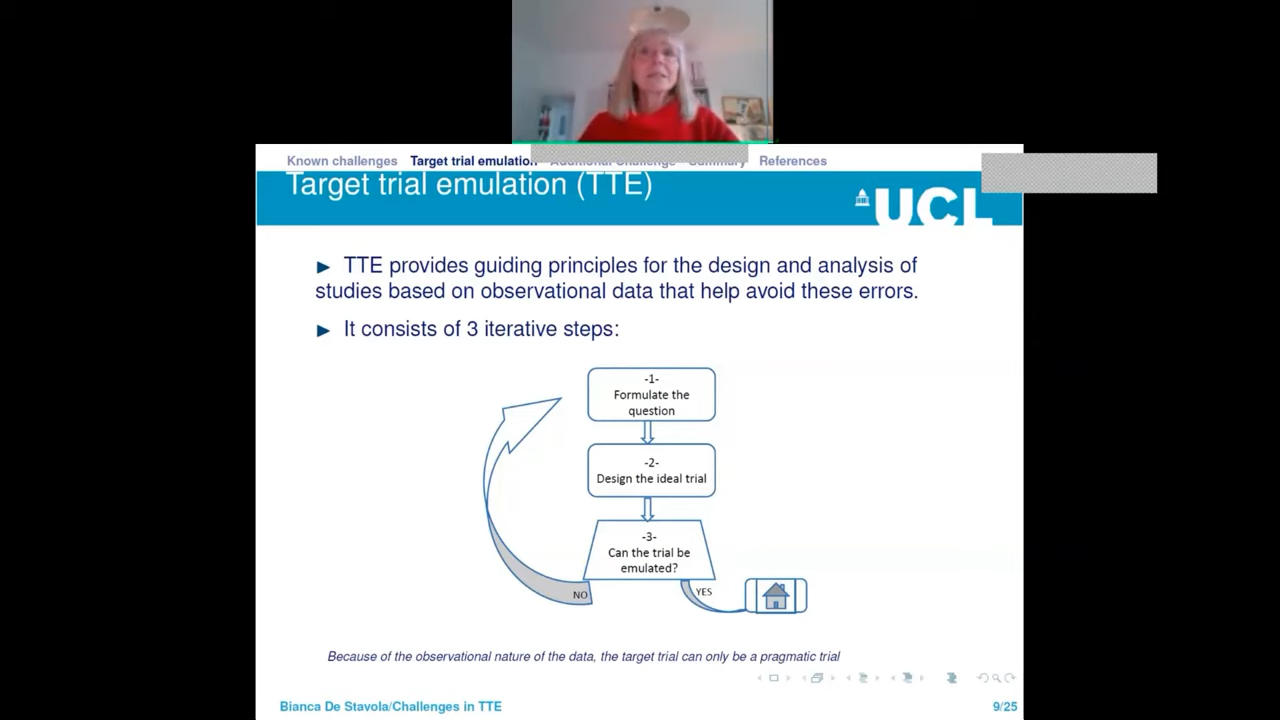 Known challenges Target trial emulation Additional Challenge Summary References
Target trial emulation (TTE)
UCL
TTE provides guiding principles for the design and analysis of
studies based on observational data that help avoid these errors.
It consists of 3 iterative steps:
-1-
Formulate the
question
-2-
Design the ideal trial
-3-
Can the trial be
emulated?
NO
YES
Because of the observational nature of the data, the target trial can only be a pragmatic trial
Bianca De Stavola/Challenges in TTE
9/25